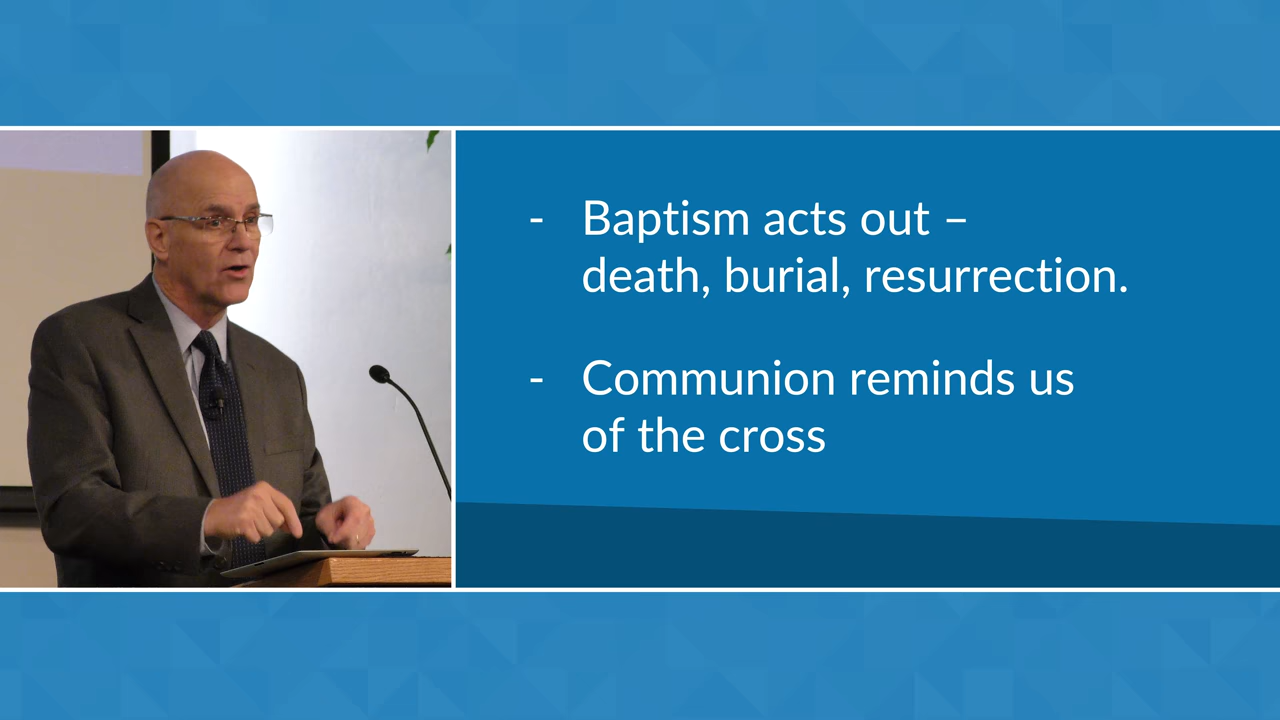 - Baptism acts out –
death, burial, resurrection.
- Communion reminds us
of the cross